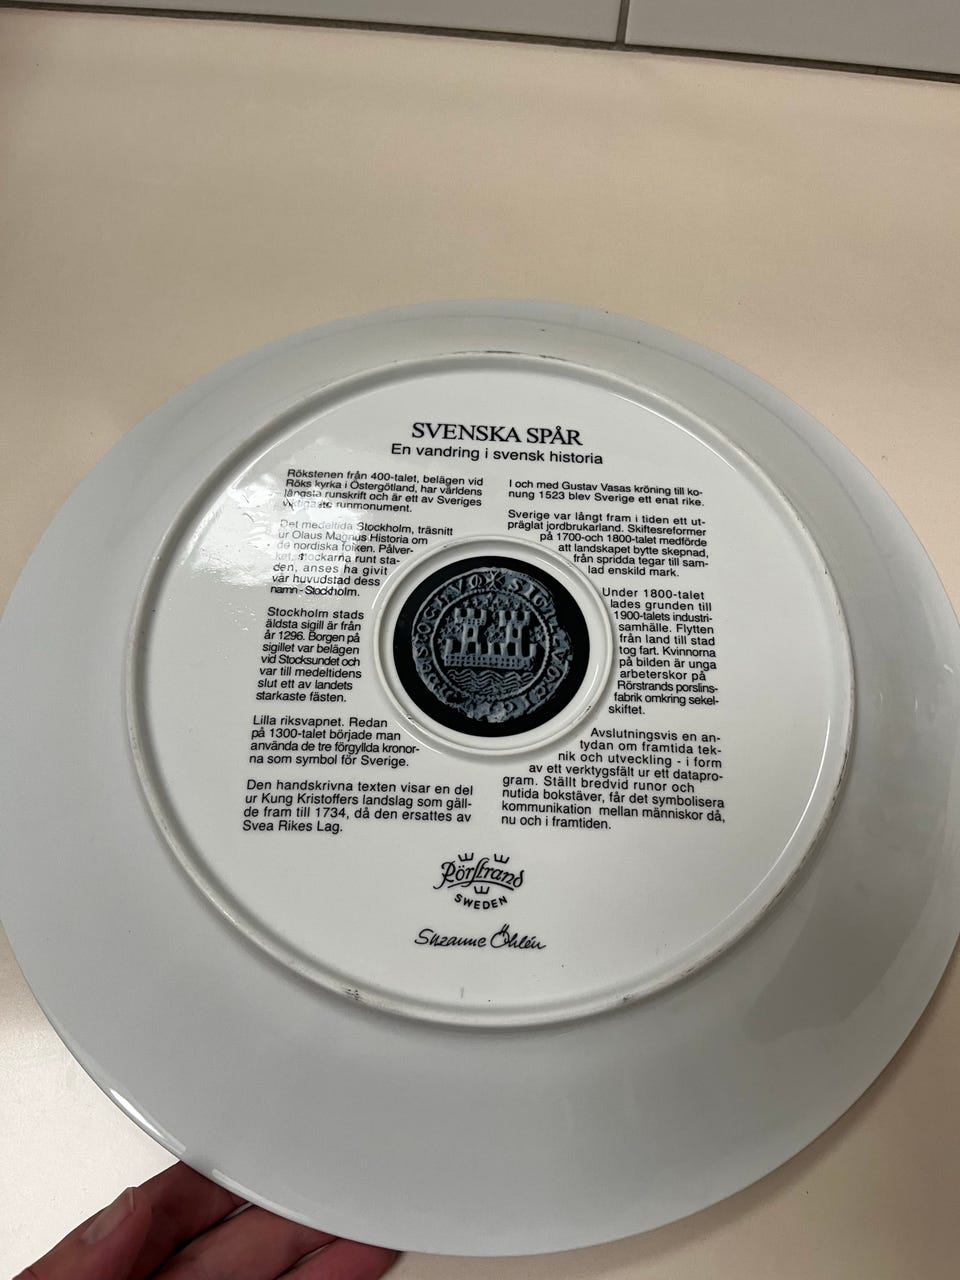 SVENSKA SPÅR
En vandring i svensk historia
Rökstenen från 400-talet, belägen vid
Röks kyrka i Östergötland, har världens
längsta runskrift och är ett av Sveriges
viktigaste runmonument.
Det medeltida Stockholm, träsnitt
ur Olaus Magnus Historia om
de nordiska folken. Pålver-
ket, stockarna runt sta-
den, anses ha givit
vår huvudstad dess
namn - Stockholm.
Stockholm stads
äldsta sigill är från
år 1296. Borgen på
sigillet var belägen
vid Stocksundet och
var till medeltidens
slut ett av landets
starkaste fästen.
Lilla riksvapnet. Redan
på 1300-talet började man
använda de tre förgyllda kronor-
na som symbol för Sverige.
Den handskrivna texten visar en del
ur Kung Kristoffers landslag som gäll-
de fram till 1734, då den ersattes av
Svea Rikes Lag.
I och med Gustav Vasas kröning till ko-
nung 1523 blev Sverige ett enat rike.
Sverige var långt fram i tiden ett ut-
präglat jordbrukarland. Skiftesreformer
på 1700-och 1800-talet medförde
att landskapet bytte skepnad,
från spridda tegar till sam-
lad enskild mark.
Under 1800-talet
lades grunden till
1900-talets industri-
samhälle. Flytten
från land till stad
tog fart. Kvinnorna
på bilden är unga
arbeterskor på
Rörstrands porslins-
fabrik omkring sekel-
skiftet.
Avslutningsvis en an-
tydan om framtida tek-
nik och utveckling - i form
av ett verktygsfält ur ett datapro-
gram. Ställt bredvid runor och
nutida bokstäver, får det symbolisera
kommunikation mellan människor då,
nu och i framtiden.
Rörstrand
SWEDEN
Suzanne Öhlén